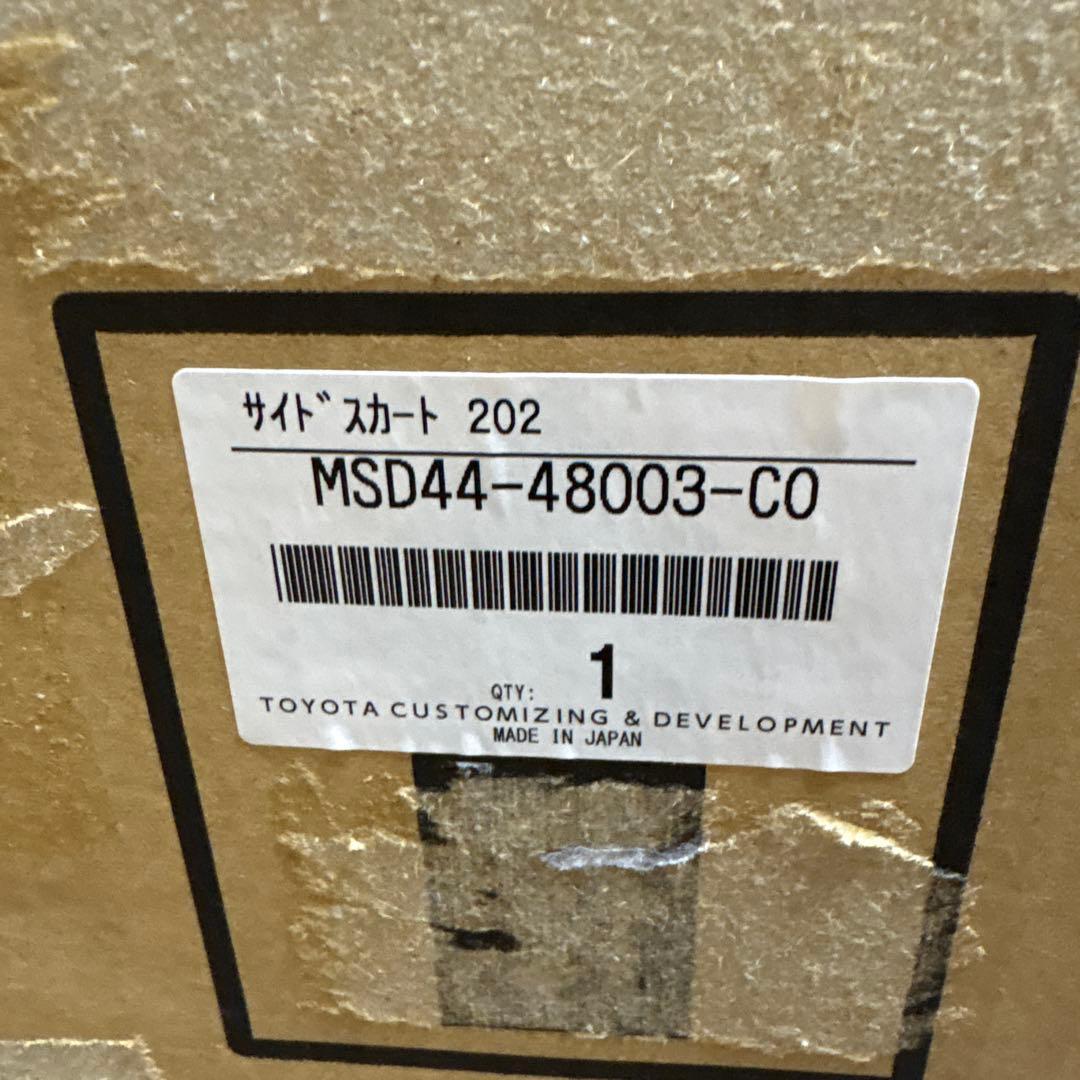 ｻｲﾄﾞｽｶｰﾄ 202
MSD44-48003-C0
QTY: 1
TOYOTA CUSTOMIZING & DEVELOPMENT
MADE IN JAPAN